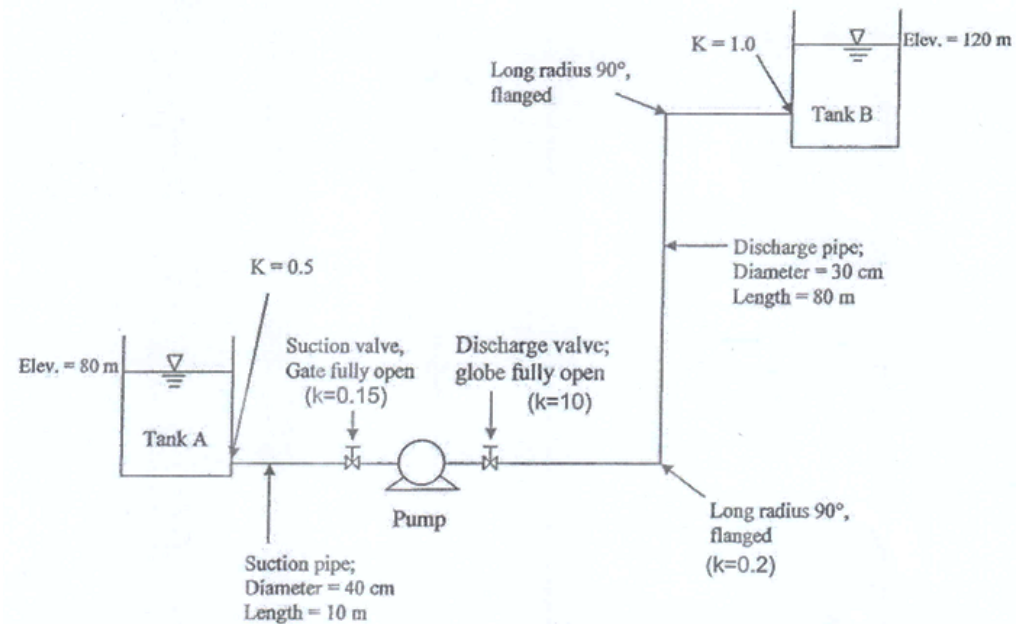 K = 1.0
Elev. = 120 m
Long radius 90°,
flanged
Tank B
Discharge pipe;
Diameter = 30 cm
Length = 80 m
K = 0.5
Suction valve,
Gate fully open
(k=0.15)
Discharge valve;
globe fully open
(k=10)
Elev. = 80 m
Tank A
Pump
Long radius 90°,
flanged
(k=0.2)
Suction pipe;
Diameter = 40 cm
Length = 10 m